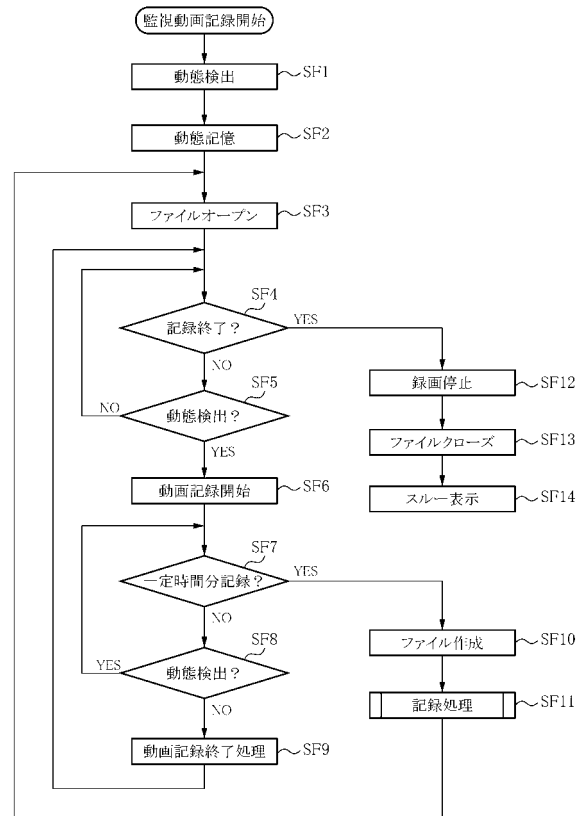 監視動画記録開始
動態検出
SF1
動態記憶
SF2
ファイルオープン
SF3
SF4
記録終了?
YES
NO
SF5
動態検出?
NO
YES
録画停止
SF12
ファイルクローズ
SF13
スルー表示
SF14
動画記録開始
SF6
SF7
一定時間分記録?
YES
NO
SF8
動態検出?
YES
NO
ファイル作成
SF10
記録処理
SF11
動画記録終了処理
SF9